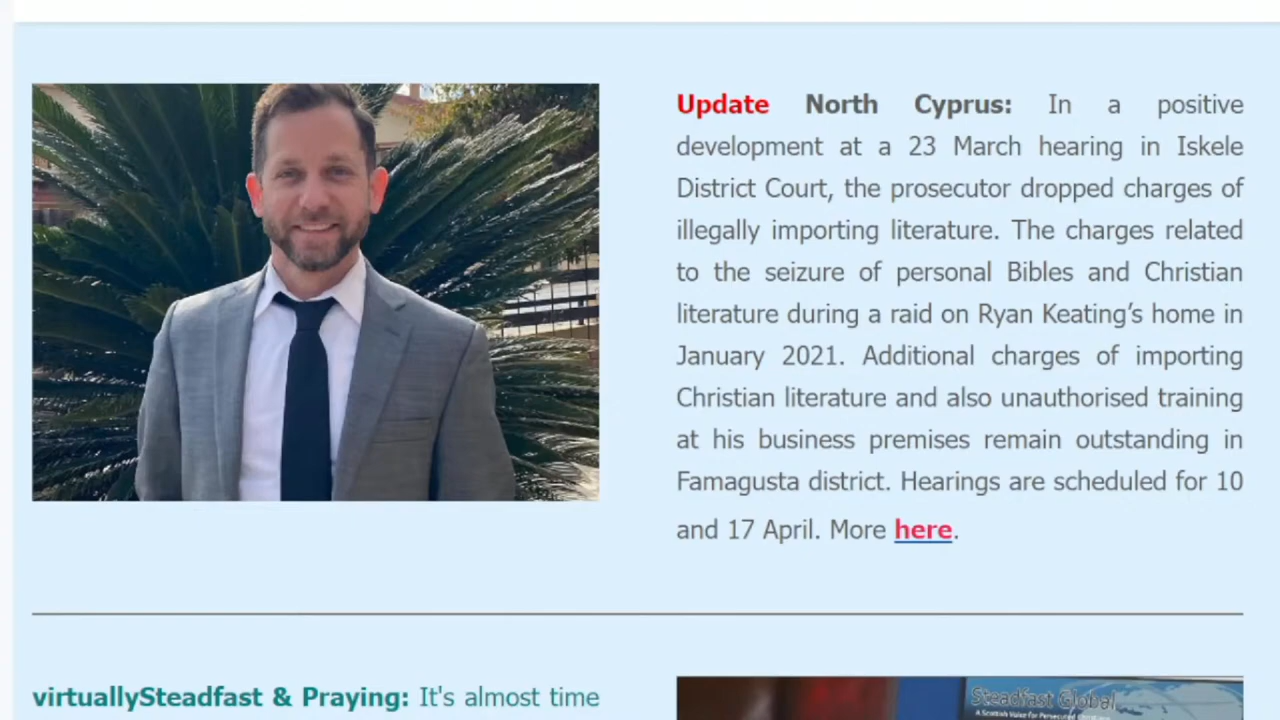 Update North Cyprus: In a positive
development at a 23 March hearing in Iskele
District Court, the prosecutor dropped charges of
illegally importing literature. The charges related
to the seizure of personal Bibles and Christian
literature during a raid on Ryan Keating’s home in
January 2021. Additional charges of importing
Christian literature and also unauthorised training
at his business premises remain outstanding in
Famagusta district. Hearings are scheduled for 10
and 17 April. More here.
virtuallySteadfast & Praying: It's almost time
Steadfast Global
A Scottish Voice for Persecuted